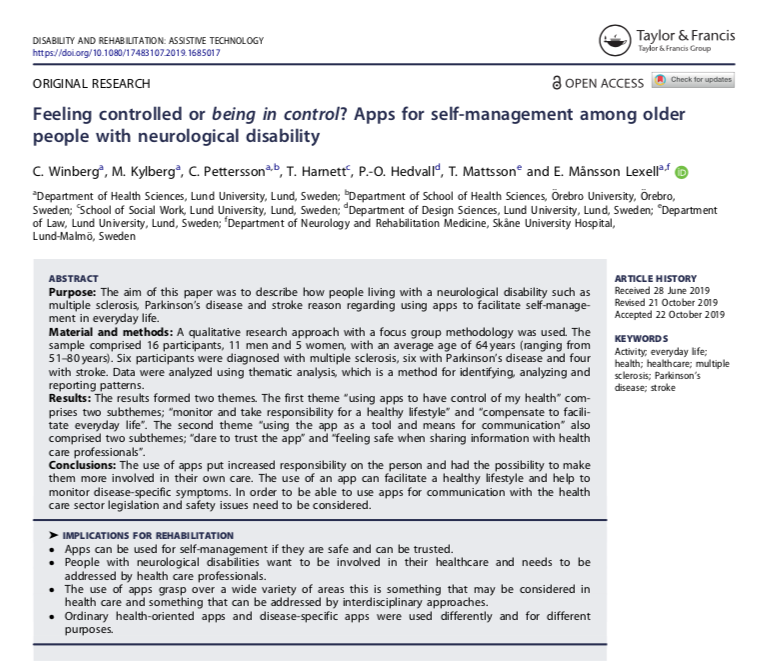 DISABILITY AND REHABILITATION: ASSISTIVE TECHNOLOGY
https://doi.org/10.1080/17483107.2019.1685017
Taylor & Francis
Taylor & Francis Group
ORIGINAL RESEARCH
OPEN ACCESS
Check for updates
Feeling controlled or being in control? Apps for self-management among older
people with neurological disability
C. Winberga, M. Kylberga, C. Petterssona,b, T. Harnettc, P.-O. Hedvalld, T. Mattssone and E. Månsson Lexella,f iD
aDepartment of Health Sciences, Lund University, Lund, Sweden; bDepartment of School of Health Sciences, Örebro University, Örebro,
Sweden; cSchool of Social Work, Lund University, Lund, Sweden; dDepartment of Design Sciences, Lund University, Lund, Sweden; eDepartment
of Law, Lund University, Lund, Sweden; fDepartment of Neurology and Rehabilitation Medicine, Skåne University Hospital,
Lund-Malmö, Sweden
ABSTRACT
Purpose: The aim of this paper was to describe how people living with a neurological disability such as
multiple sclerosis, Parkinson's disease and stroke reason regarding using apps to facilitate self-manage-
ment in everyday life.
Material and methods: A qualitative research approach with a focus group methodology was used. The
sample comprised 16 participants, 11 men and 5 women, with an average age of 64 years (ranging from
51–80 years). Six participants were diagnosed with multiple sclerosis, six with Parkinson's disease and four
with stroke. Data were analyzed using thematic analysis, which is a method for identifying, analyzing and
reporting patterns.
Results: The results formed two themes. The first theme "using apps to have control of my health" com-
prises two subthemes; "monitor and take responsibility for a healthy lifestyle" and "compensate to facili-
tate everyday life". The second theme "using the app as a tool and means for communication" also
comprised two subthemes; "dare to trust the app" and "feeling safe when sharing information with health
care professionals".
Conclusions: The use of apps put increased responsibility on the person and had the possibility to make
them more involved in their own care. The use of an app can facilitate a healthy lifestyle and help to
monitor disease-specific symptoms. In order to be able to use apps for communication with the health
care sector legislation and safety issues need to be considered.
➤ IMPLICATIONS FOR REHABILITATION
• Apps can be used for self-management if they are safe and can be trusted.
• People with neurological disabilities want to be involved in their healthcare and needs to be
addressed by health care professionals.
• The use of apps grasp over a wide variety of areas this is something that may be considered in
health care and something that can be addressed by interdisciplinary approaches.
• Ordinary health-oriented apps and disease-specific apps were used differently and for different
purposes.
ARTICLE HISTORY
Received 28 June 2019
Revised 21 October 2019
Accepted 22 October 2019
KEYWORDS
Activity; everyday life;
health; healthcare; multiple
sclerosis; Parkinson's
disease; stroke